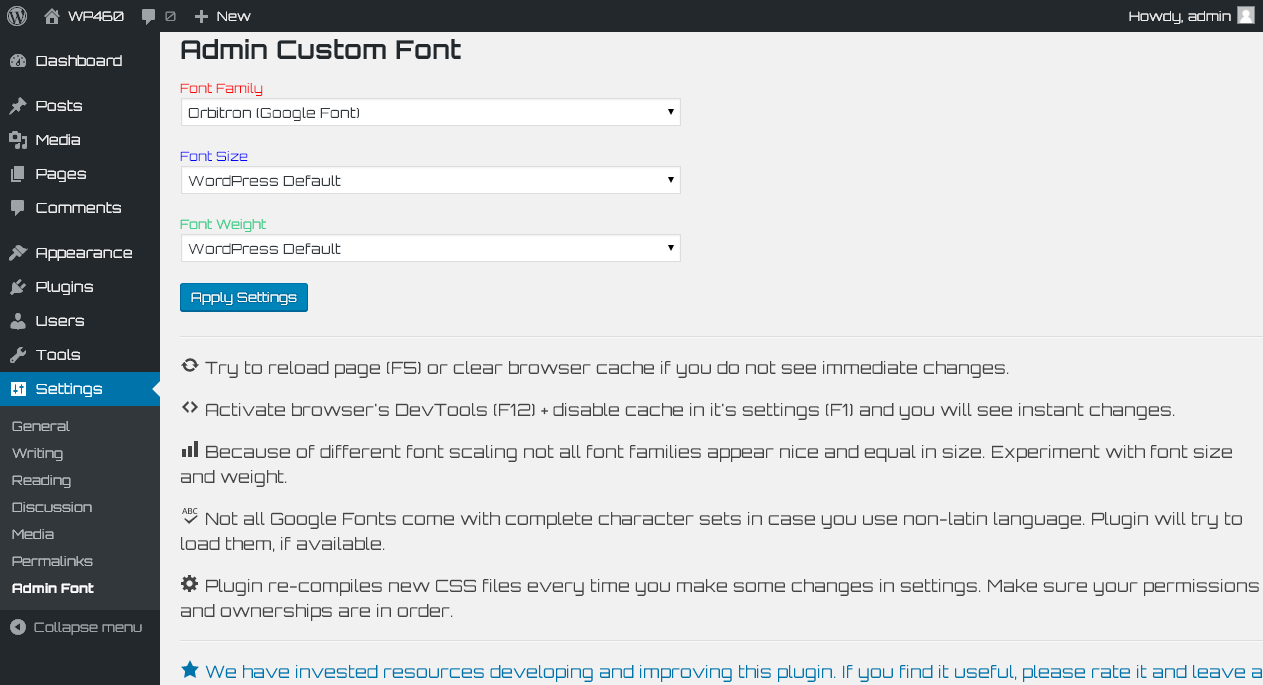 WP460 0 New Howdy, admin
Dashboard
Posts
Media
Pages
Comments
Appearance
Plugins
Users
Tools
Settings
General
Writing
Reading
Discussion
Media
Permalinks
Admin Font
Collapse menu
Admin Custom Font
Font Family
Orbitron (Google Font)
Font Size
WordPress Default
Font Weight
WordPress Default
Apply Settings
Try to reload page (F5) or clear browser cache if you do not see immediate changes.
Activate browser's DevTools (F12) + disable cache in it's settings (F1) and you will see instant changes.
Because of different font scaling not all font families appear nice and equal in size. Experiment with font size
and weight.
ABC Not all Google Fonts come with complete character sets in case you use non-latin language. Plugin will try to
load them, if available.
Plugin re-compiles new CSS files every time you make some changes in settings. Make sure your permissions
and ownerships are in order.
We have invested resources developing and improving this plugin. If you find it useful, please rate it and leave a